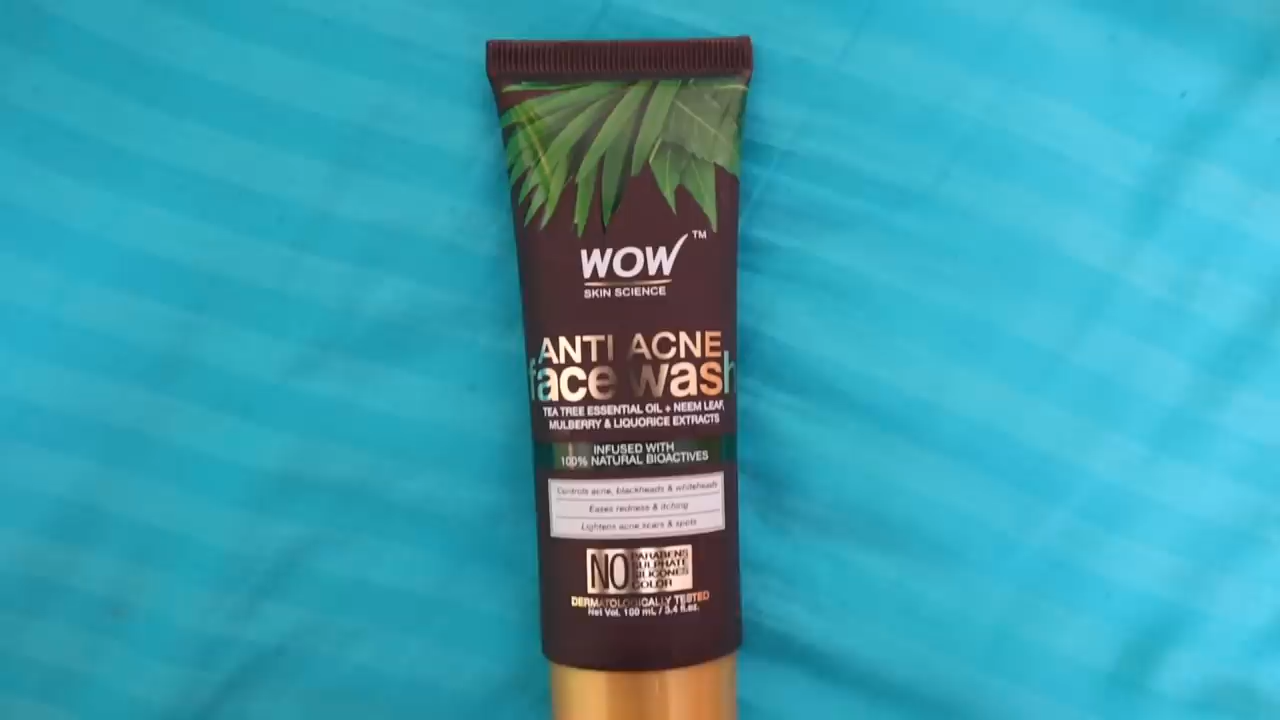 WOW™
SKIN SCIENCE
ANTI ACNE
face wash
TEA TREE ESSENTIAL OIL + NEEM LEAF,
MULBERRY & LIQUORICE EXTRACTS
INFUSED WITH
100% NATURAL BIOACTIVES
Controls acne, blackheads & whiteheads
Eases redness & itching
Lightens acne scars & spots
NO PARABENS
SULPHATE
SILICONES
COLOR
DERMATOLOGICALLY TESTED
Net Vol. 100 mL / 3.4 fl.oz.